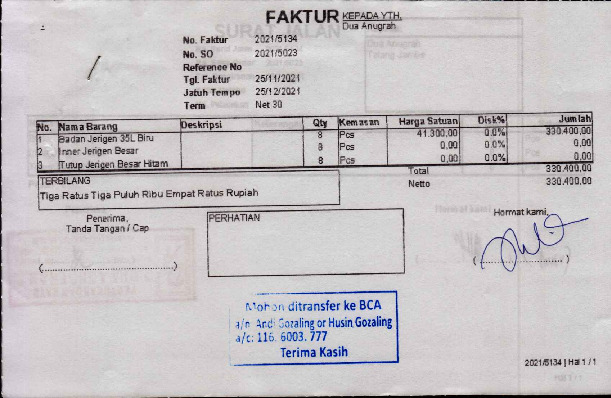 FAKTUR
KEPADA YTH.
Dua Anugrah
No. Faktur 2021/5134
No. SO 2021/5023
Reference No
Tgl. Faktur 25/11/2021
Jatuh Tempo 25/12/2021
Term Net 30
No. Nama Barang Deskripsi Qty Kemasan Harga Satuan Disk% Jumlah
1 Badan Jerigen 35L Biru 8 Pcs 41.300,00 0.0% 330.400,00
2 Inner Jerigen Besar 8 Pcs 0,00 0.0% 0,00
3 Tutup Jerigen Besar Hitam 8 Pcs 0,00 0.0% 0,00
Total 330.400,00
Netto 330.400,00
TERBILANG
Tiga Ratus Tiga Puluh Ribu Empat Ratus Rupiah
Penerima,
Tanda Tangan / Cap
PERHATIAN
Hormat kami,
(..............................)
(..............................)
Mohon ditransfer ke BCA
a/n: Andi Gozaling or Husin Gozaling
a/c: 116. 6003. 777
Terima Kasih
2021/5134 | Hal 1 / 1